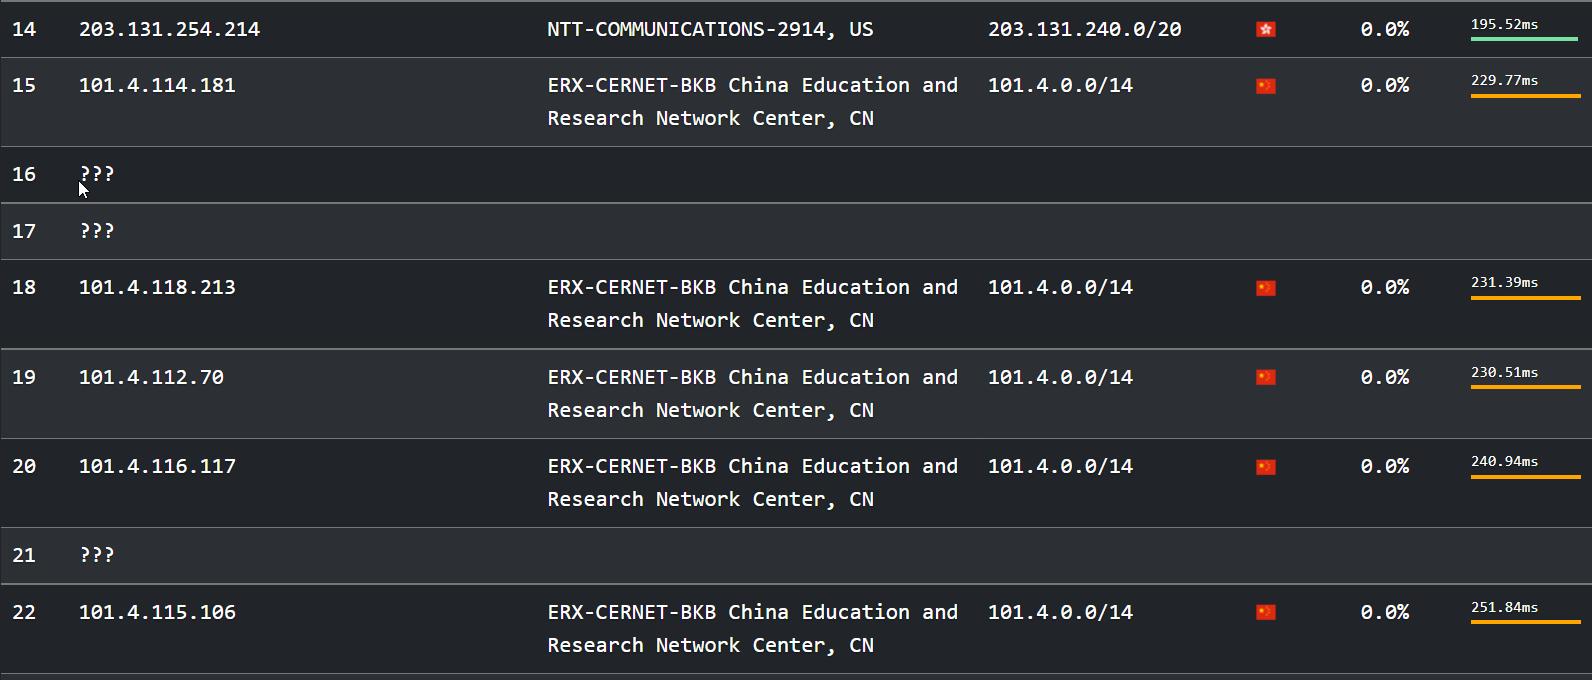 14 203.131.254.214 NTT-COMMUNICATIONS-2914, US 203.131.240.0/20 0.0% 195.52ms
15 101.4.114.181 ERX-CERNET-BKB China Education and 101.4.0.0/14 0.0% 229.77ms
Research Network Center, CN
16 ???
17 ???
18 101.4.118.213 ERX-CERNET-BKB China Education and 101.4.0.0/14 0.0% 231.39ms
Research Network Center, CN
19 101.4.112.70 ERX-CERNET-BKB China Education and 101.4.0.0/14 0.0% 230.51ms
Research Network Center, CN
20 101.4.116.117 ERX-CERNET-BKB China Education and 101.4.0.0/14 0.0% 240.94ms
Research Network Center, CN
21 ???
22 101.4.115.106 ERX-CERNET-BKB China Education and 101.4.0.0/14 0.0% 251.84ms
Research Network Center, CN